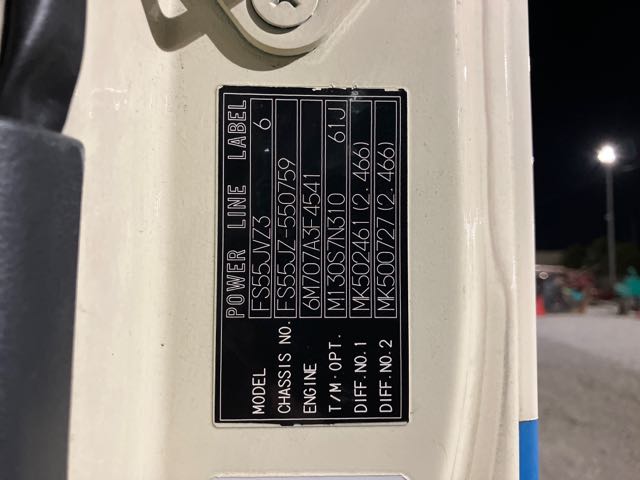 POWER LINE LABEL
MODEL FS55JVZ3 6
CHASSIS NO. FS55JZ-550759
ENGINE 6M707A3F4541
T/M·OPT. M130S7N310 61J
DIFF.NO.1 MK502461(2.466)
DIFF.NO.2 MK500727(2.466)